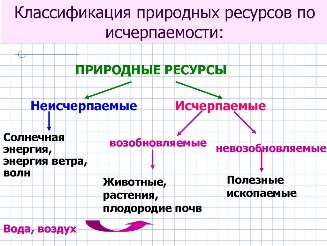 Классификация природных ресурсов по
исчерпаемости:
ПРИРОДНЫЕ РЕСУРСЫ
Неисчерпаемые
Исчерпаемые
Солнечная
энергия,
энергия ветра,
волн
возобновляемые
невозобновляемые
Животные,
растения,
плодородие почв
Полезные
ископаемые
Вода, воздух